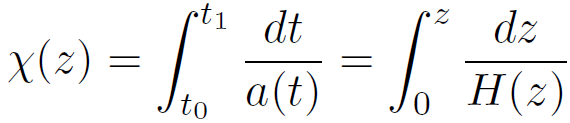 χ(z) = ∫_{t_0}^{t_1} dt/a(t) = ∫_0^z dz/H(z)